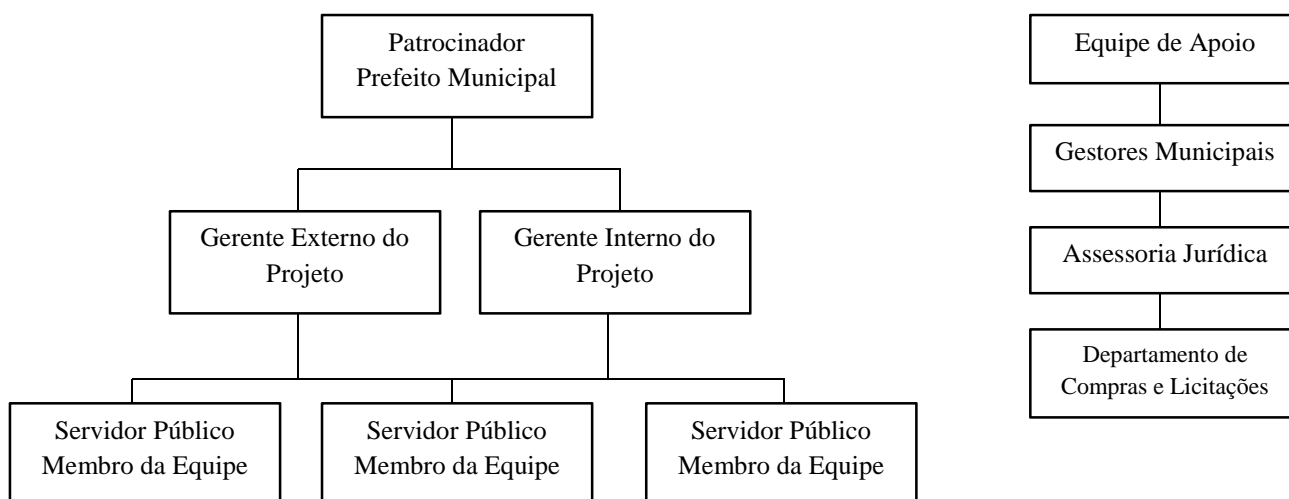 Patrocinador
Prefeito Municipal
Gerente Externo do
Projeto
Gerente Interno do
Projeto
Servidor Público
Membro da Equipe
Servidor Público
Membro da Equipe
Servidor Público
Membro da Equipe
Equipe de Apoio
Gestores Municipais
Assessoria Jurídica
Departamento de
Compras e Licitações